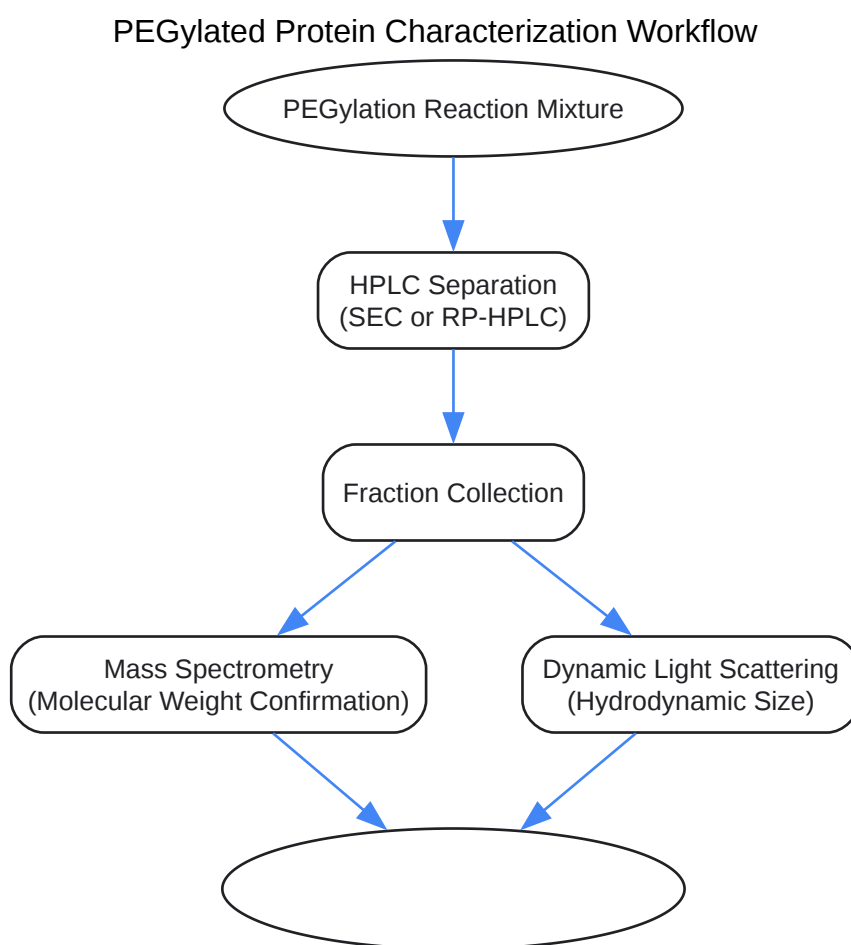 PEGylated Protein Characterization Workflow
PEGylation Reaction Mixture
HPLC Separation
(SEC or RP-HPLC)
Fraction Collection
Mass Spectrometry
(Molecular Weight Confirmation)
Dynamic Light Scattering
(Hydrodynamic Size)